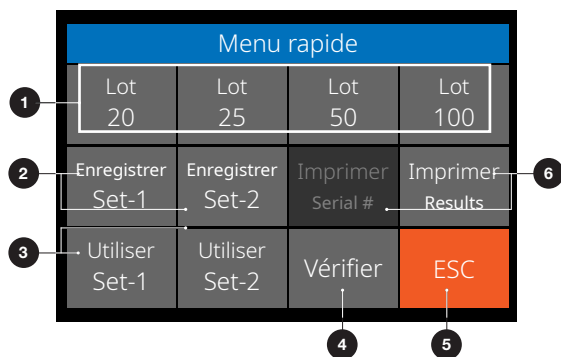 Menu rapide
Lot Lot Lot Lot
20 25 50 100
1
Enregistrer Enregistrer Imprimer Imprimer
2 6
Set-1 Set-2 Serial # Results
3
Utiliser Utiliser Vérifier ESC
Set-1 Set-2
4 5